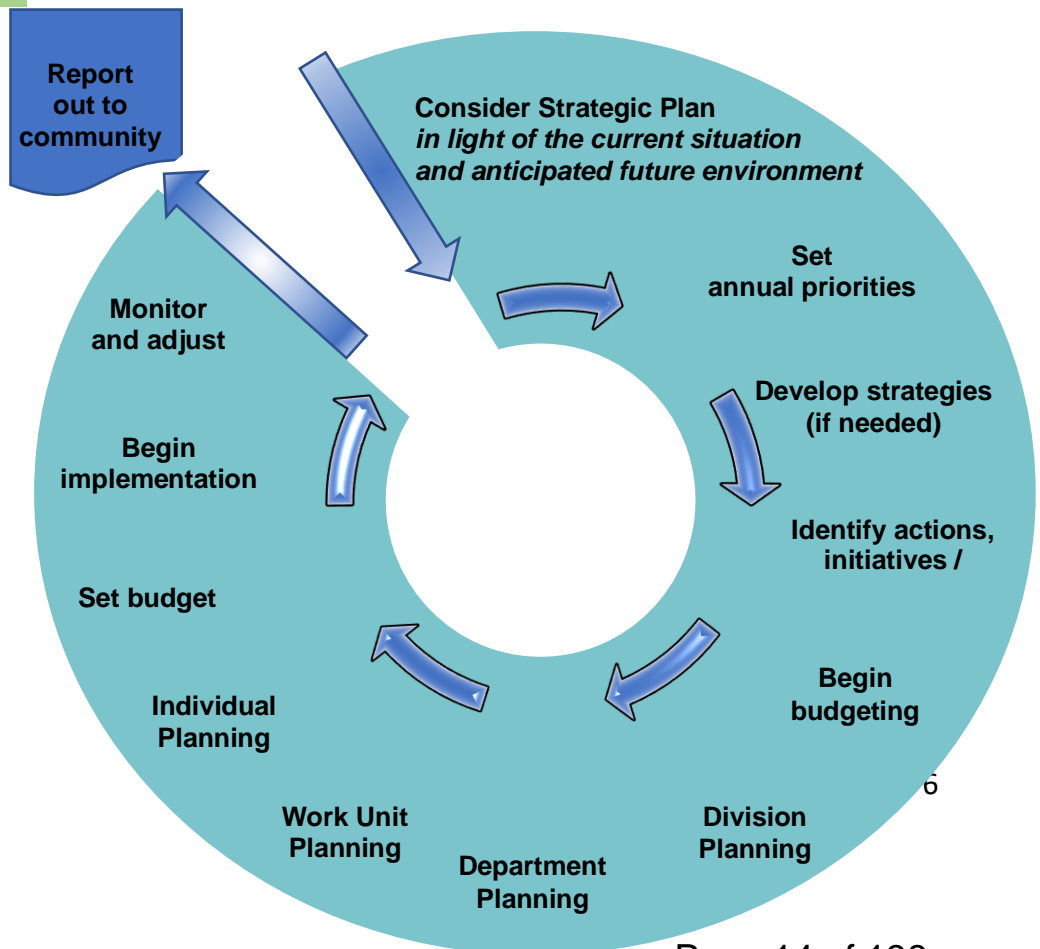 Report
out to
community
Consider Strategic Plan
in light of the current situation
and anticipated future environment
Set
annual priorities
Develop strategies
(if needed)
Identify actions,
initiatives /
Begin
budgeting
Division
Planning
Department
Planning
Work Unit
Planning
Individual
Planning
Set budget
Begin
implementation
Monitor
and adjust
6